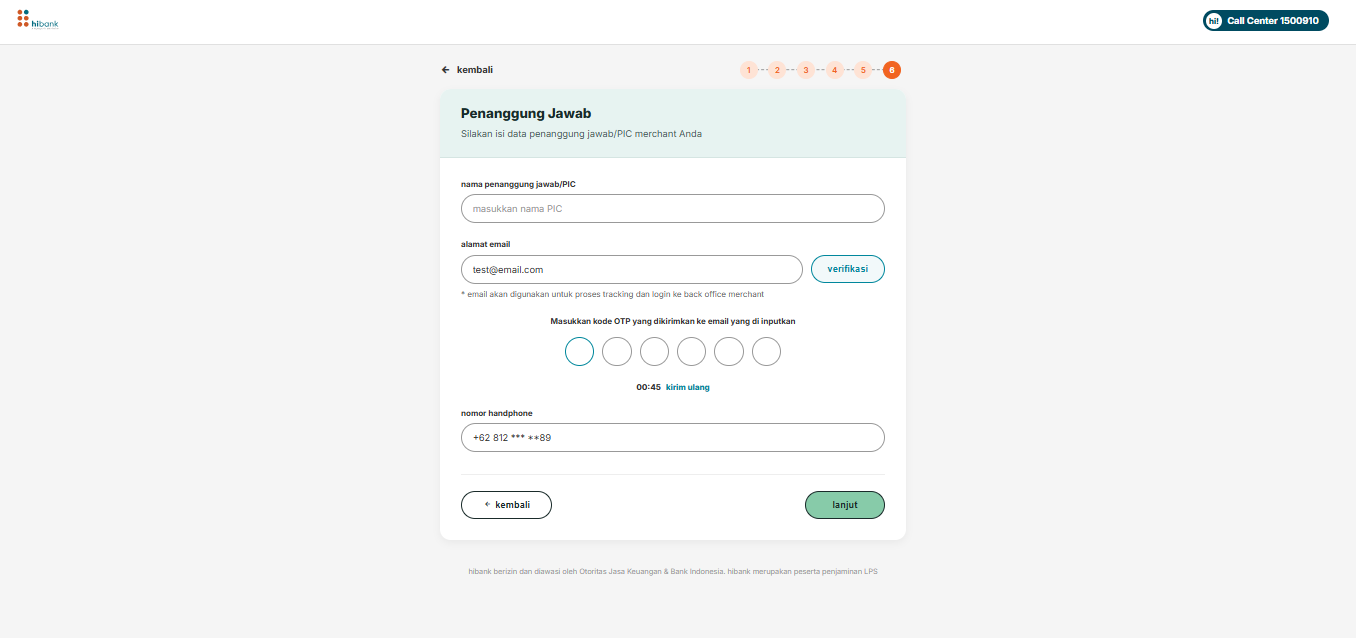 hibank
hi! Call Center 1500910
← kembali
1 2 3 4 5 6
Penanggung Jawab
Silakan isi data penanggung jawab/PIC merchant Anda
nama penanggung jawab/PIC
masukkan nama PIC
alamat email
test@email.com
verifikasi
* email akan digunakan untuk proses tracking dan login ke back office merchant
Masukkan kode OTP yang dikirimkan ke email yang di inputkan
00:45 kirim ulang
nomor handphone
+62 812 *** **89
← kembali
lanjut
hibank berizin dan diawasi oleh Otoritas Jasa Keuangan & Bank Indonesia. hibank merupakan peserta penjaminan LPS